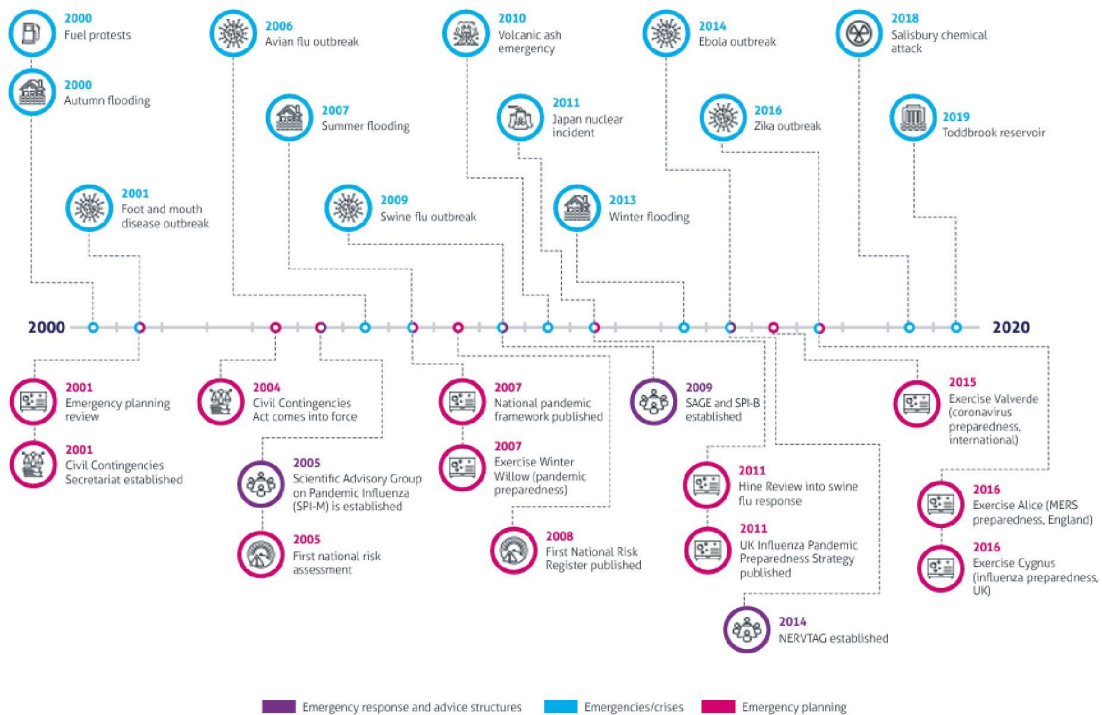 2000
Fuel protests
2000
Autumn flooding
2001
Foot and mouth
disease outbreak
2006
Avian flu outbreak
2007
Summer flooding
2009
Swine flu outbreak
2010
Volcanic ash
emergency
2011
Japan nuclear
incident
2013
Winter flooding
2014
Ebola outbreak
2016
Zika outbreak
2018
Salisbury chemical
attack
2019
Toddbrook reservoir
2000
2020
2001
Emergency planning
review
2001
Civil Contingencies
Secretariat established
2004
Civil Contingencies
Act comes into force
2005
Scientific Advisory Group
on Pandemic Influenza
(SPI-M) is established
2005
First national risk
assessment
2007
National pandemic
framework published
2007
Exercise Winter
Willow (pandemic
preparedness)
2008
First National Risk
Register published
2009
SAGE and SPI-B
established
2011
Hine Review into swine
flu response
2011
UK Influenza Pandemic
Preparedness Strategy
published
2014
NERVTAG established
2015
Exercise Valverde
(coronavirus
preparedness,
international)
2016
Exercise Alice (MERS
preparedness, England)
2016
Exercise Cygnus
(influenza preparedness,
UK)
Emergency response and advice structures
Emergencies/crises
Emergency planning